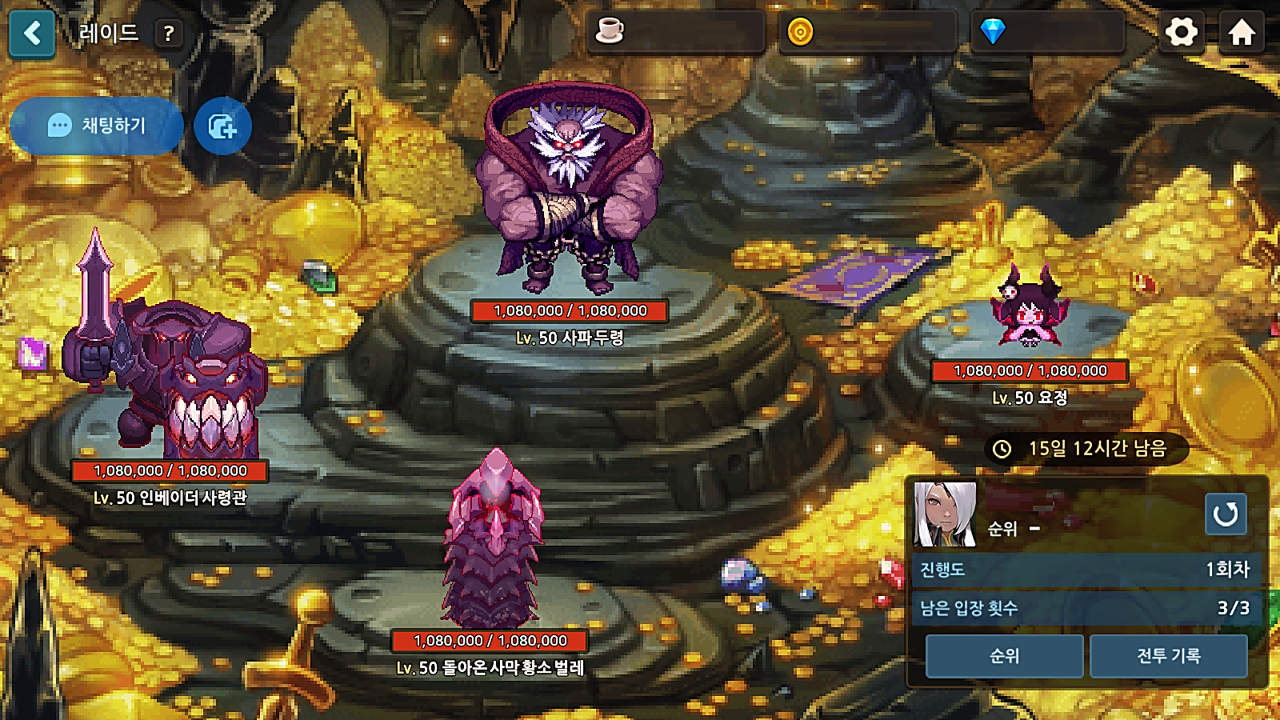 레이드 ?
채팅하기
1,080,000 / 1,080,000
Lv. 50 사파 두령
1,080,000 / 1,080,000
Lv. 50 요정
15일 12시간 남음
1,080,000 / 1,080,000
Lv. 50 인베이더 사령관
순위 -
진행도 1회차
남은 입장 횟수 3/3
1,080,000 / 1,080,000
Lv. 50 돌아온 사막 황소 벌레
순위 전투 기록